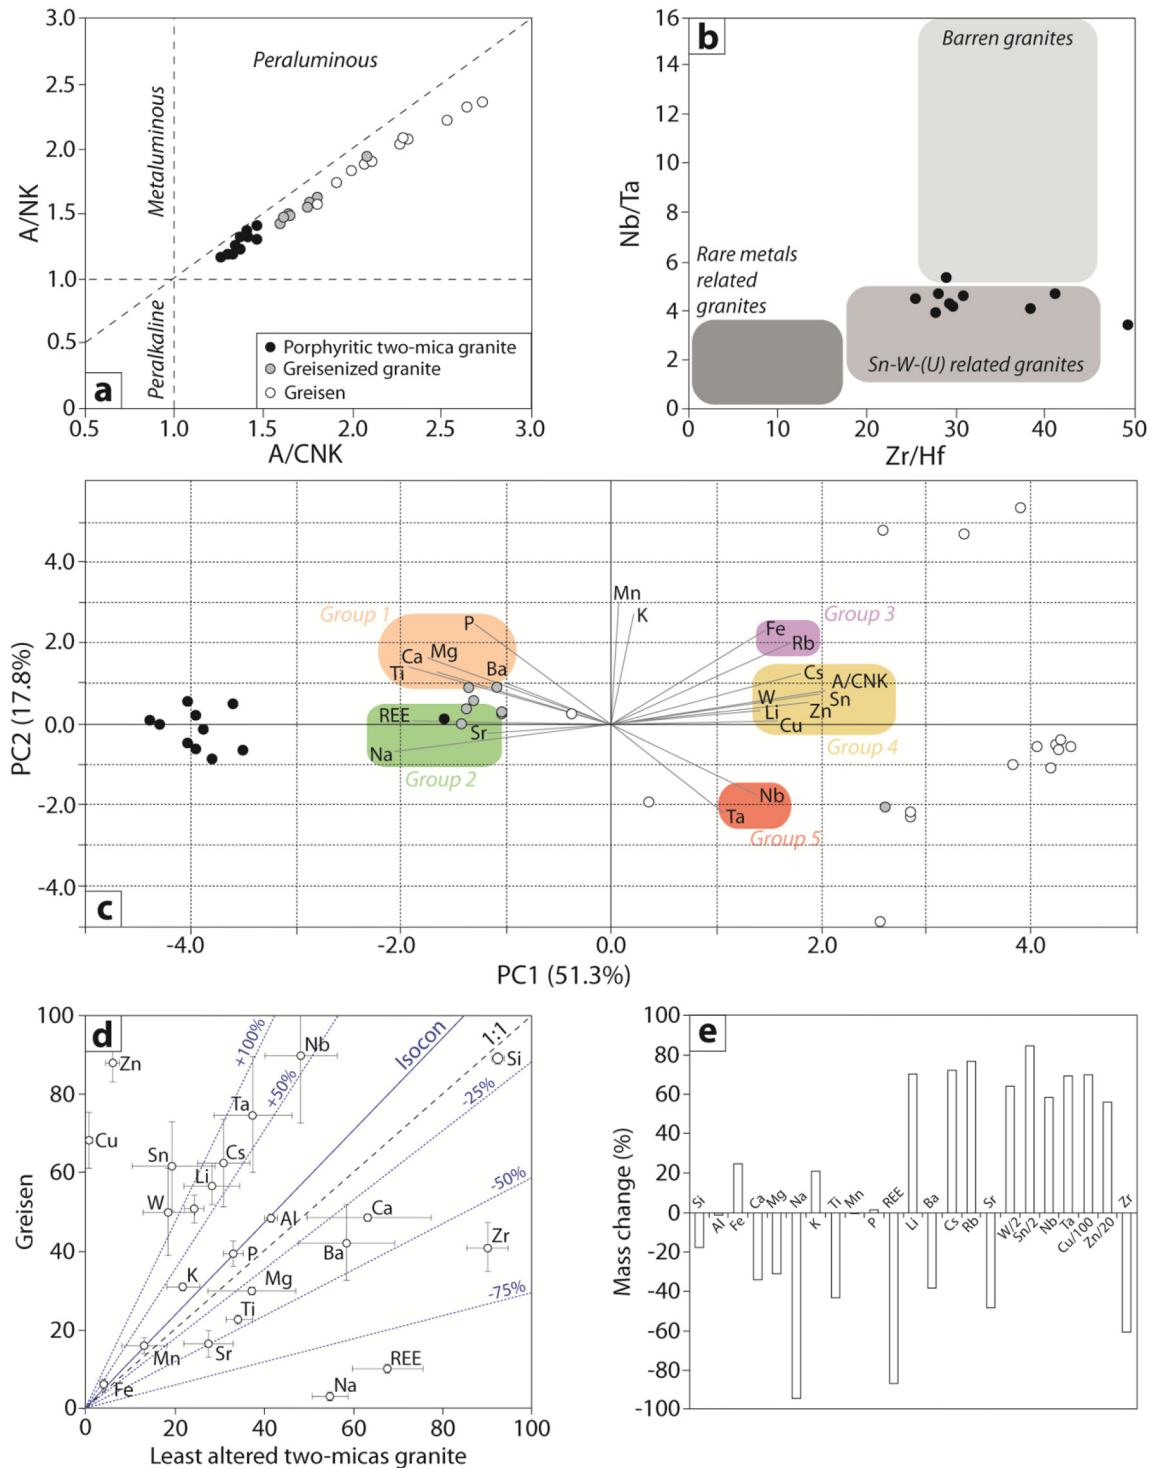 3.0
2.5
2.0
1.5
1.0
0.5
0
A/NK
Peraluminous
Metaluminous
Peralkaline
Porphyritic two-mica granite
Greisenized granite
Greisen
a
0.5 1.0 1.5 2.0 2.5 3.0
A/CNK
16
14
12
10
8
6
4
2
0
Nb/Ta
b
Barren granites
Rare metals
related
granites
Sn-W-(U) related granites
0 10 20 30 40 50
Zr/Hf
4.0
2.0
0.0
-2.0
-4.0
PC2 (17.8%)
Group 1
P
Ca Mg
Ti Ba
REE
Sr
Na
Group 2
Mn
K
Fe
Rb
Group 3
Cs
A/CNK
W Sn
Li Zn
Cu
Group 4
Nb
Ta
Group 5
c
-4.0 -2.0 0.0 2.0 4.0
PC1 (51.3%)
100
80
60
40
20
0
Greisen
d
+100%
+50%
Isocon
1:1
-25%
-50%
-75%
Zn
Nb
Si
Ta
Cu
Sn
Cs
Li
W
Al
Ca
P
Ba
Zr
K
Mg
Ti
Mn
Sr
REE
Fe
Na
0 20 40 60 80 100
Least altered two-micas granite
100
80
60
40
20
0
-20
-40
-60
-80
-100
Mass change (%)
e
Si
Al
Fe
Ca
Mg
Na
K
Ti
Mn
P
REE
Li
Ba
Cs
Rb
Sr
W/2
Sn/2
Nb
Ta
Cu/100
Zn/20
Zr